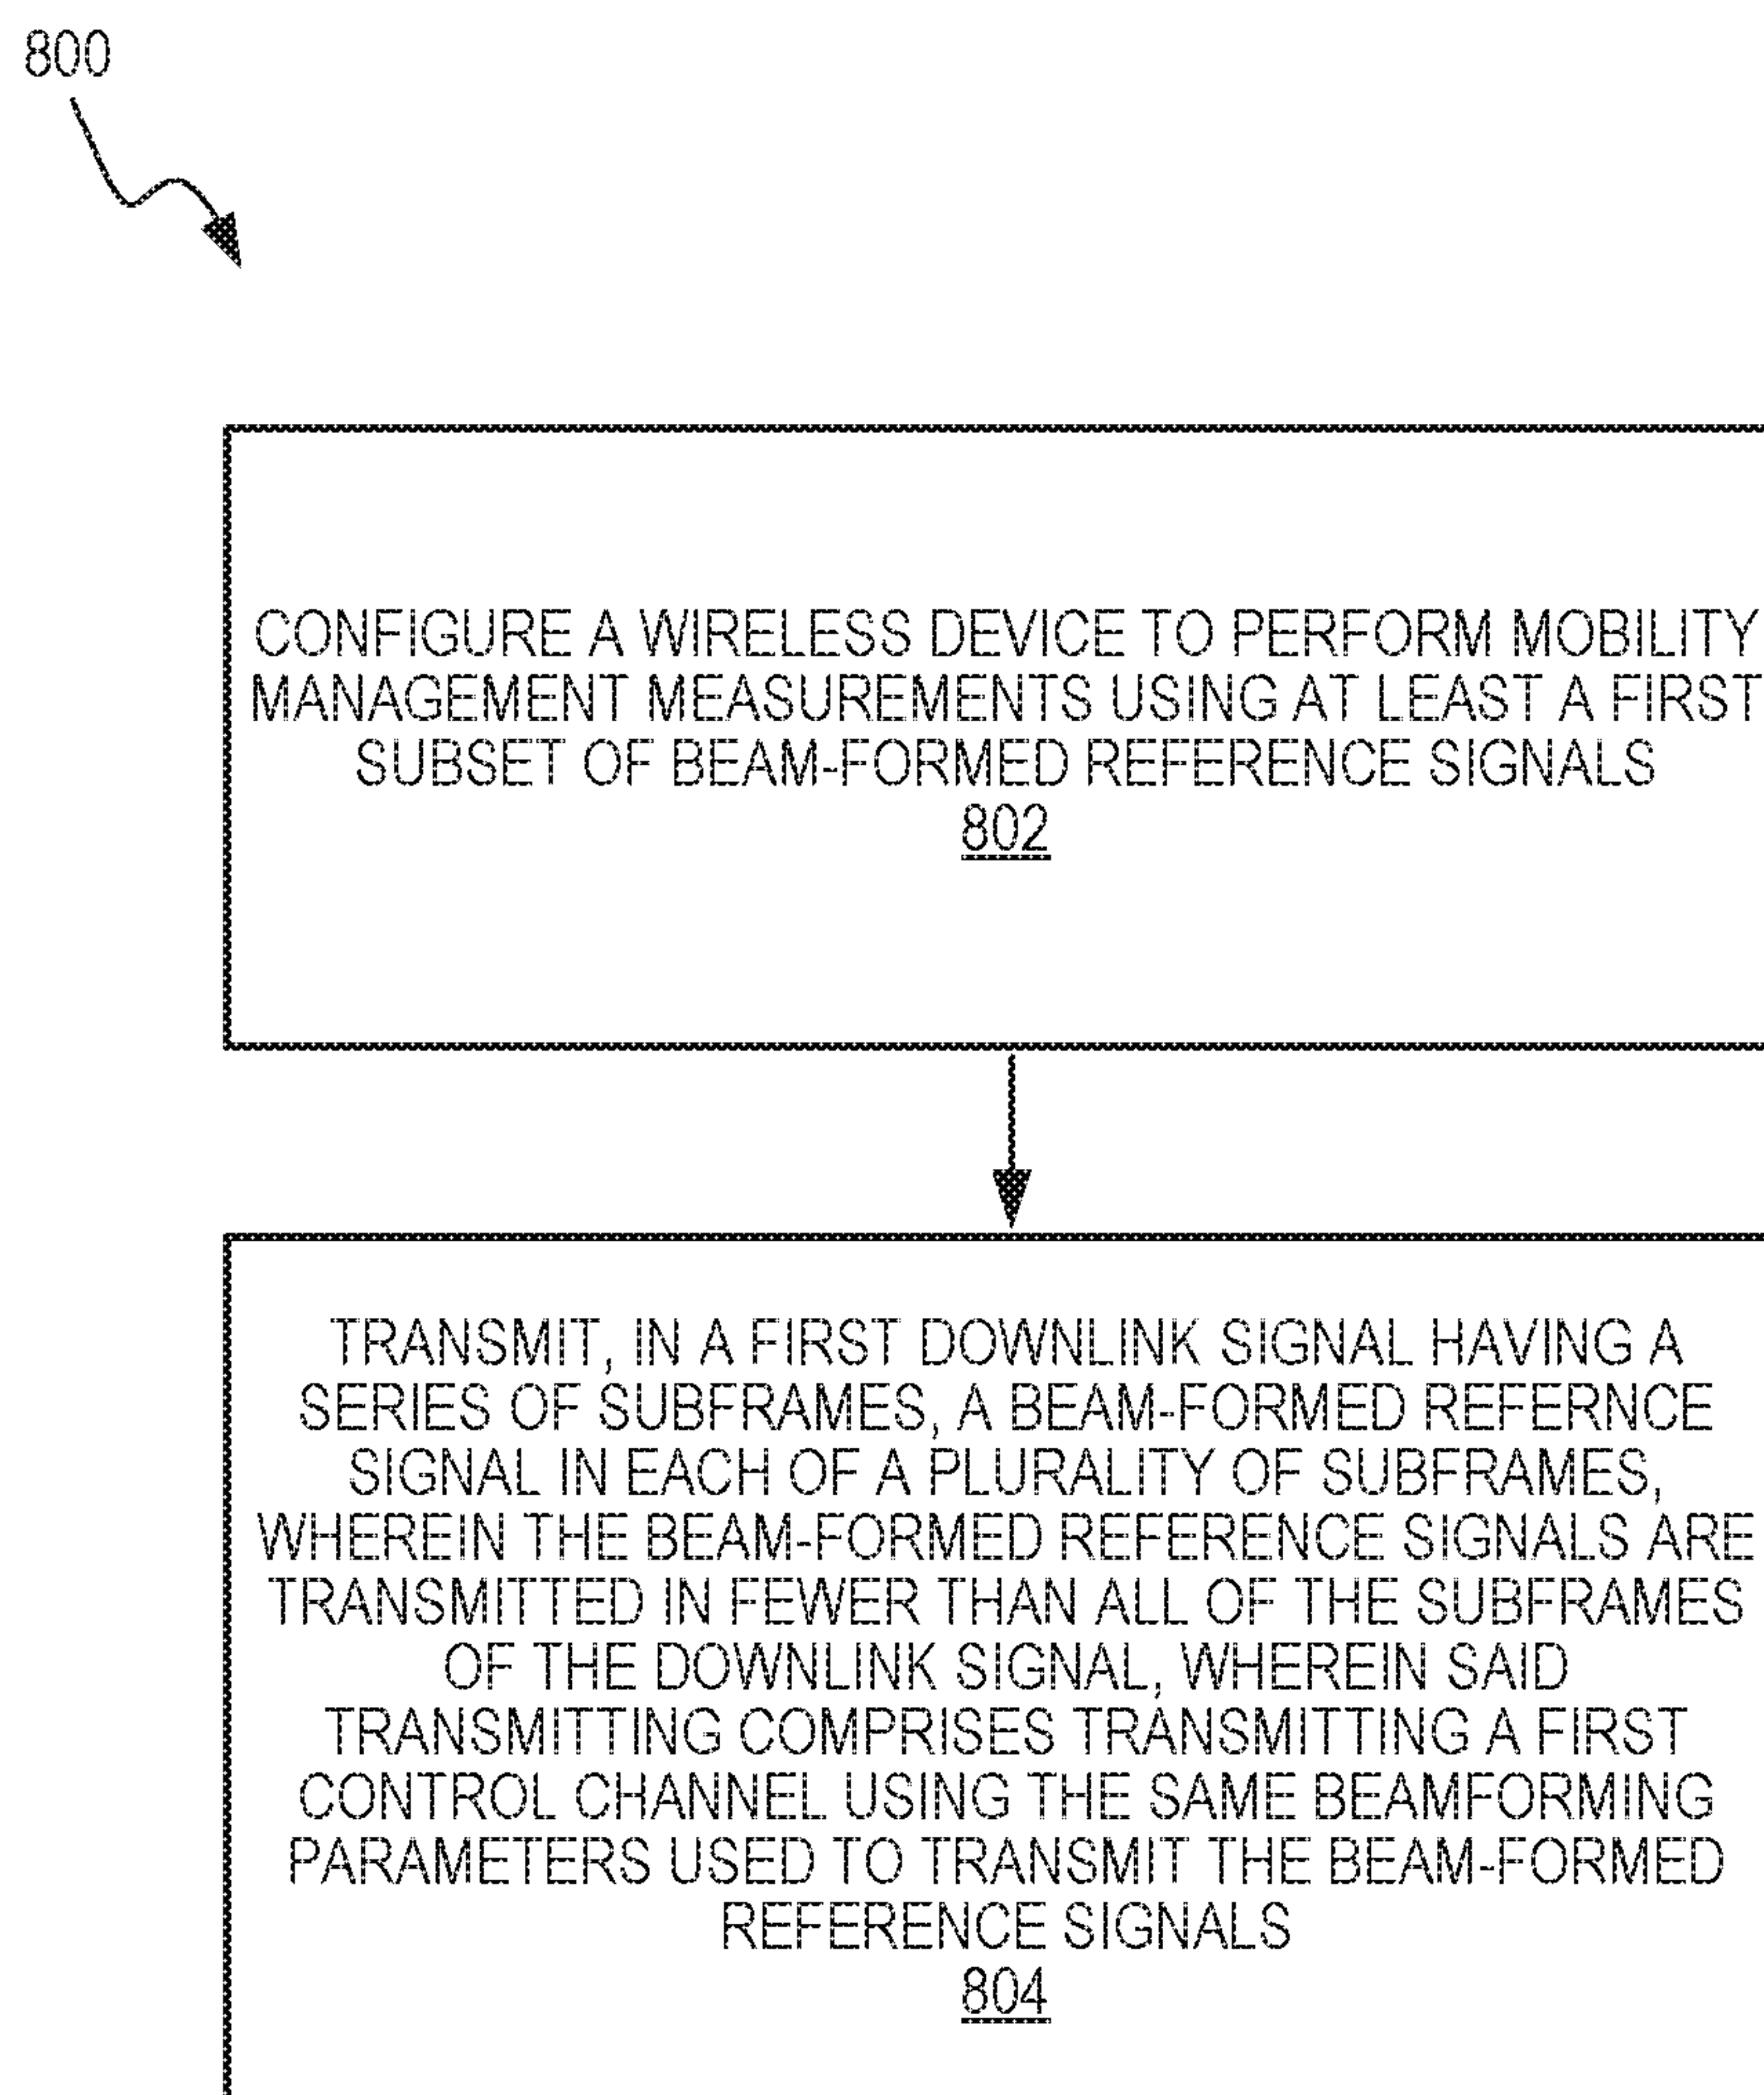 800
CONFIGURE A WIRELESS DEVICE TO PERFORM MOBILITY
MANAGEMENT MEASUREMENTS USING AT LEAST A FIRST
SUBSET OF BEAM-FORMED REFERENCE SIGNALS
802
TRANSMIT, IN A FIRST DOWNLINK SIGNAL HAVING A
SERIES OF SUBFRAMES, A BEAM-FORMED REFERNCE
SIGNAL IN EACH OF A PLURALITY OF SUBFRAMES,
WHEREIN THE BEAM-FORMED REFERENCE SIGNALS ARE
TRANSMITTED IN FEWER THAN ALL OF THE SUBFRAMES
OF THE DOWNLINK SIGNAL, WHEREIN SAID
TRANSMITTING COMPRISES TRANSMITTING A FIRST
CONTROL CHANNEL USING THE SAME BEAMFORMING
PARAMETERS USED TO TRANSMIT THE BEAM-FORMED
REFERENCE SIGNALS
804